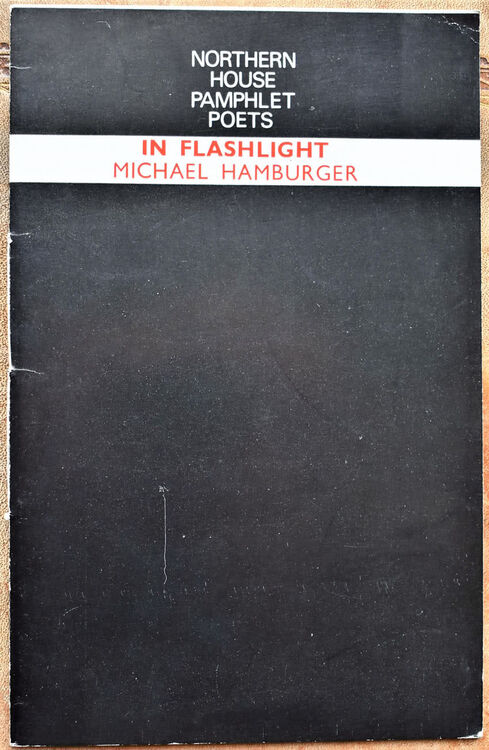 NORTHERN
HOUSE
PAMPHLET
POETS
IN FLASHLIGHT
MICHAEL HAMBURGER